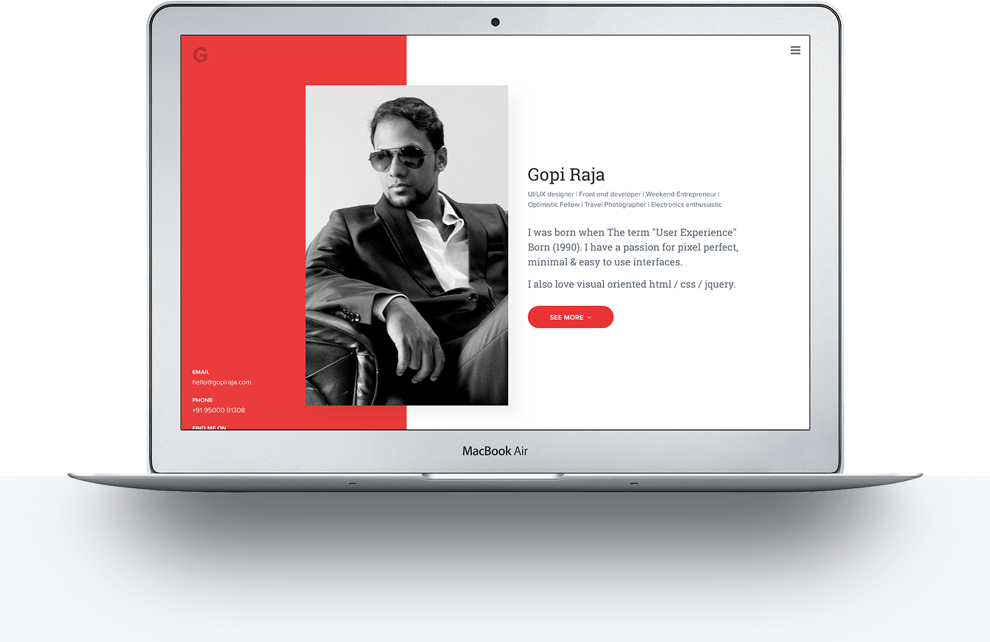 G
Gopi Raja
UI/UX designer | Front end developer | Weekend Entrepreneur |
Optimistic Fellow | Travel Photographer | Electronics enthusiastic
I was born when The term "User Experience"
Born (1990). I have a passion for pixel perfect,
minimal & easy to use interfaces.
I also love visual oriented html / css / jquery.
SEE MORE
EMAIL
hello@gopiraja.com
PHONE
+91 95000 91308
FIND ME ON
MacBook Air